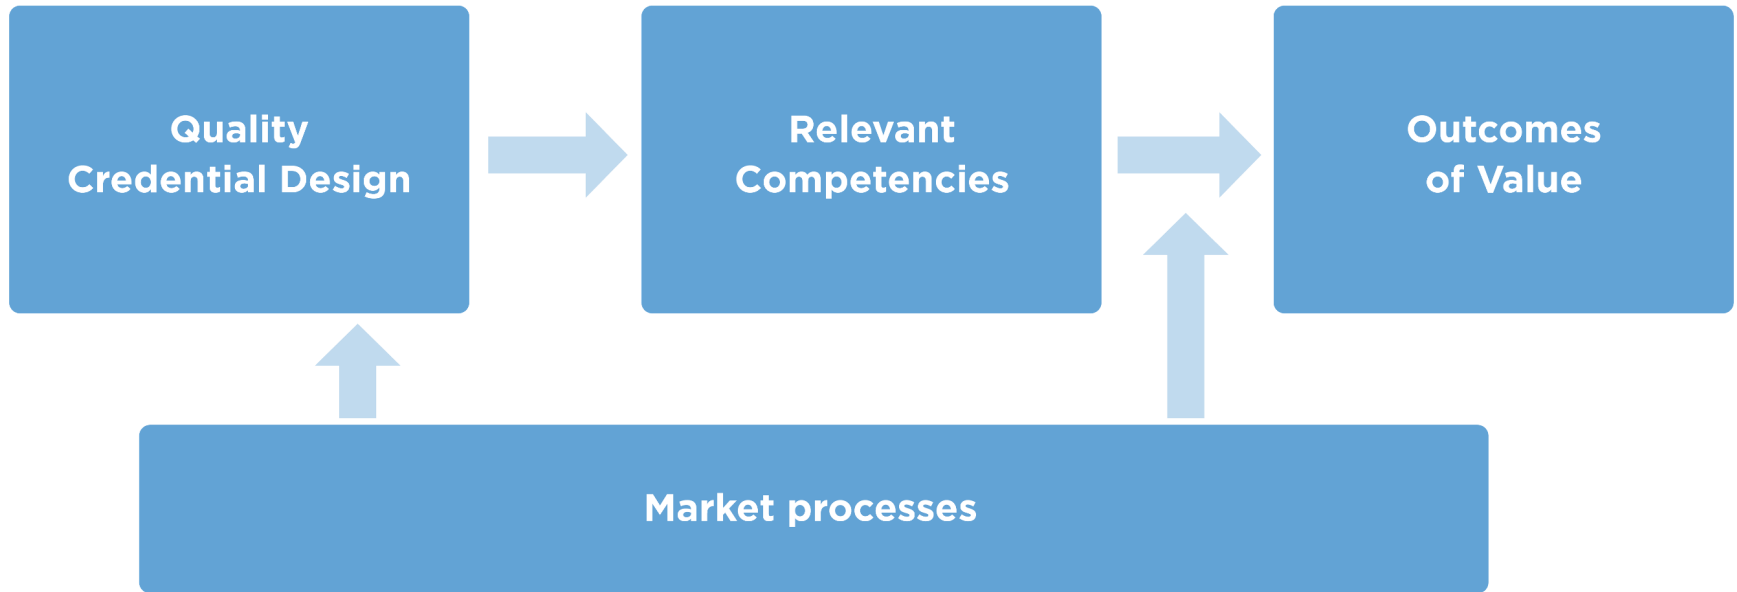 Quality
Credential Design
Relevant
Competencies
Outcomes
of Value
Market processes